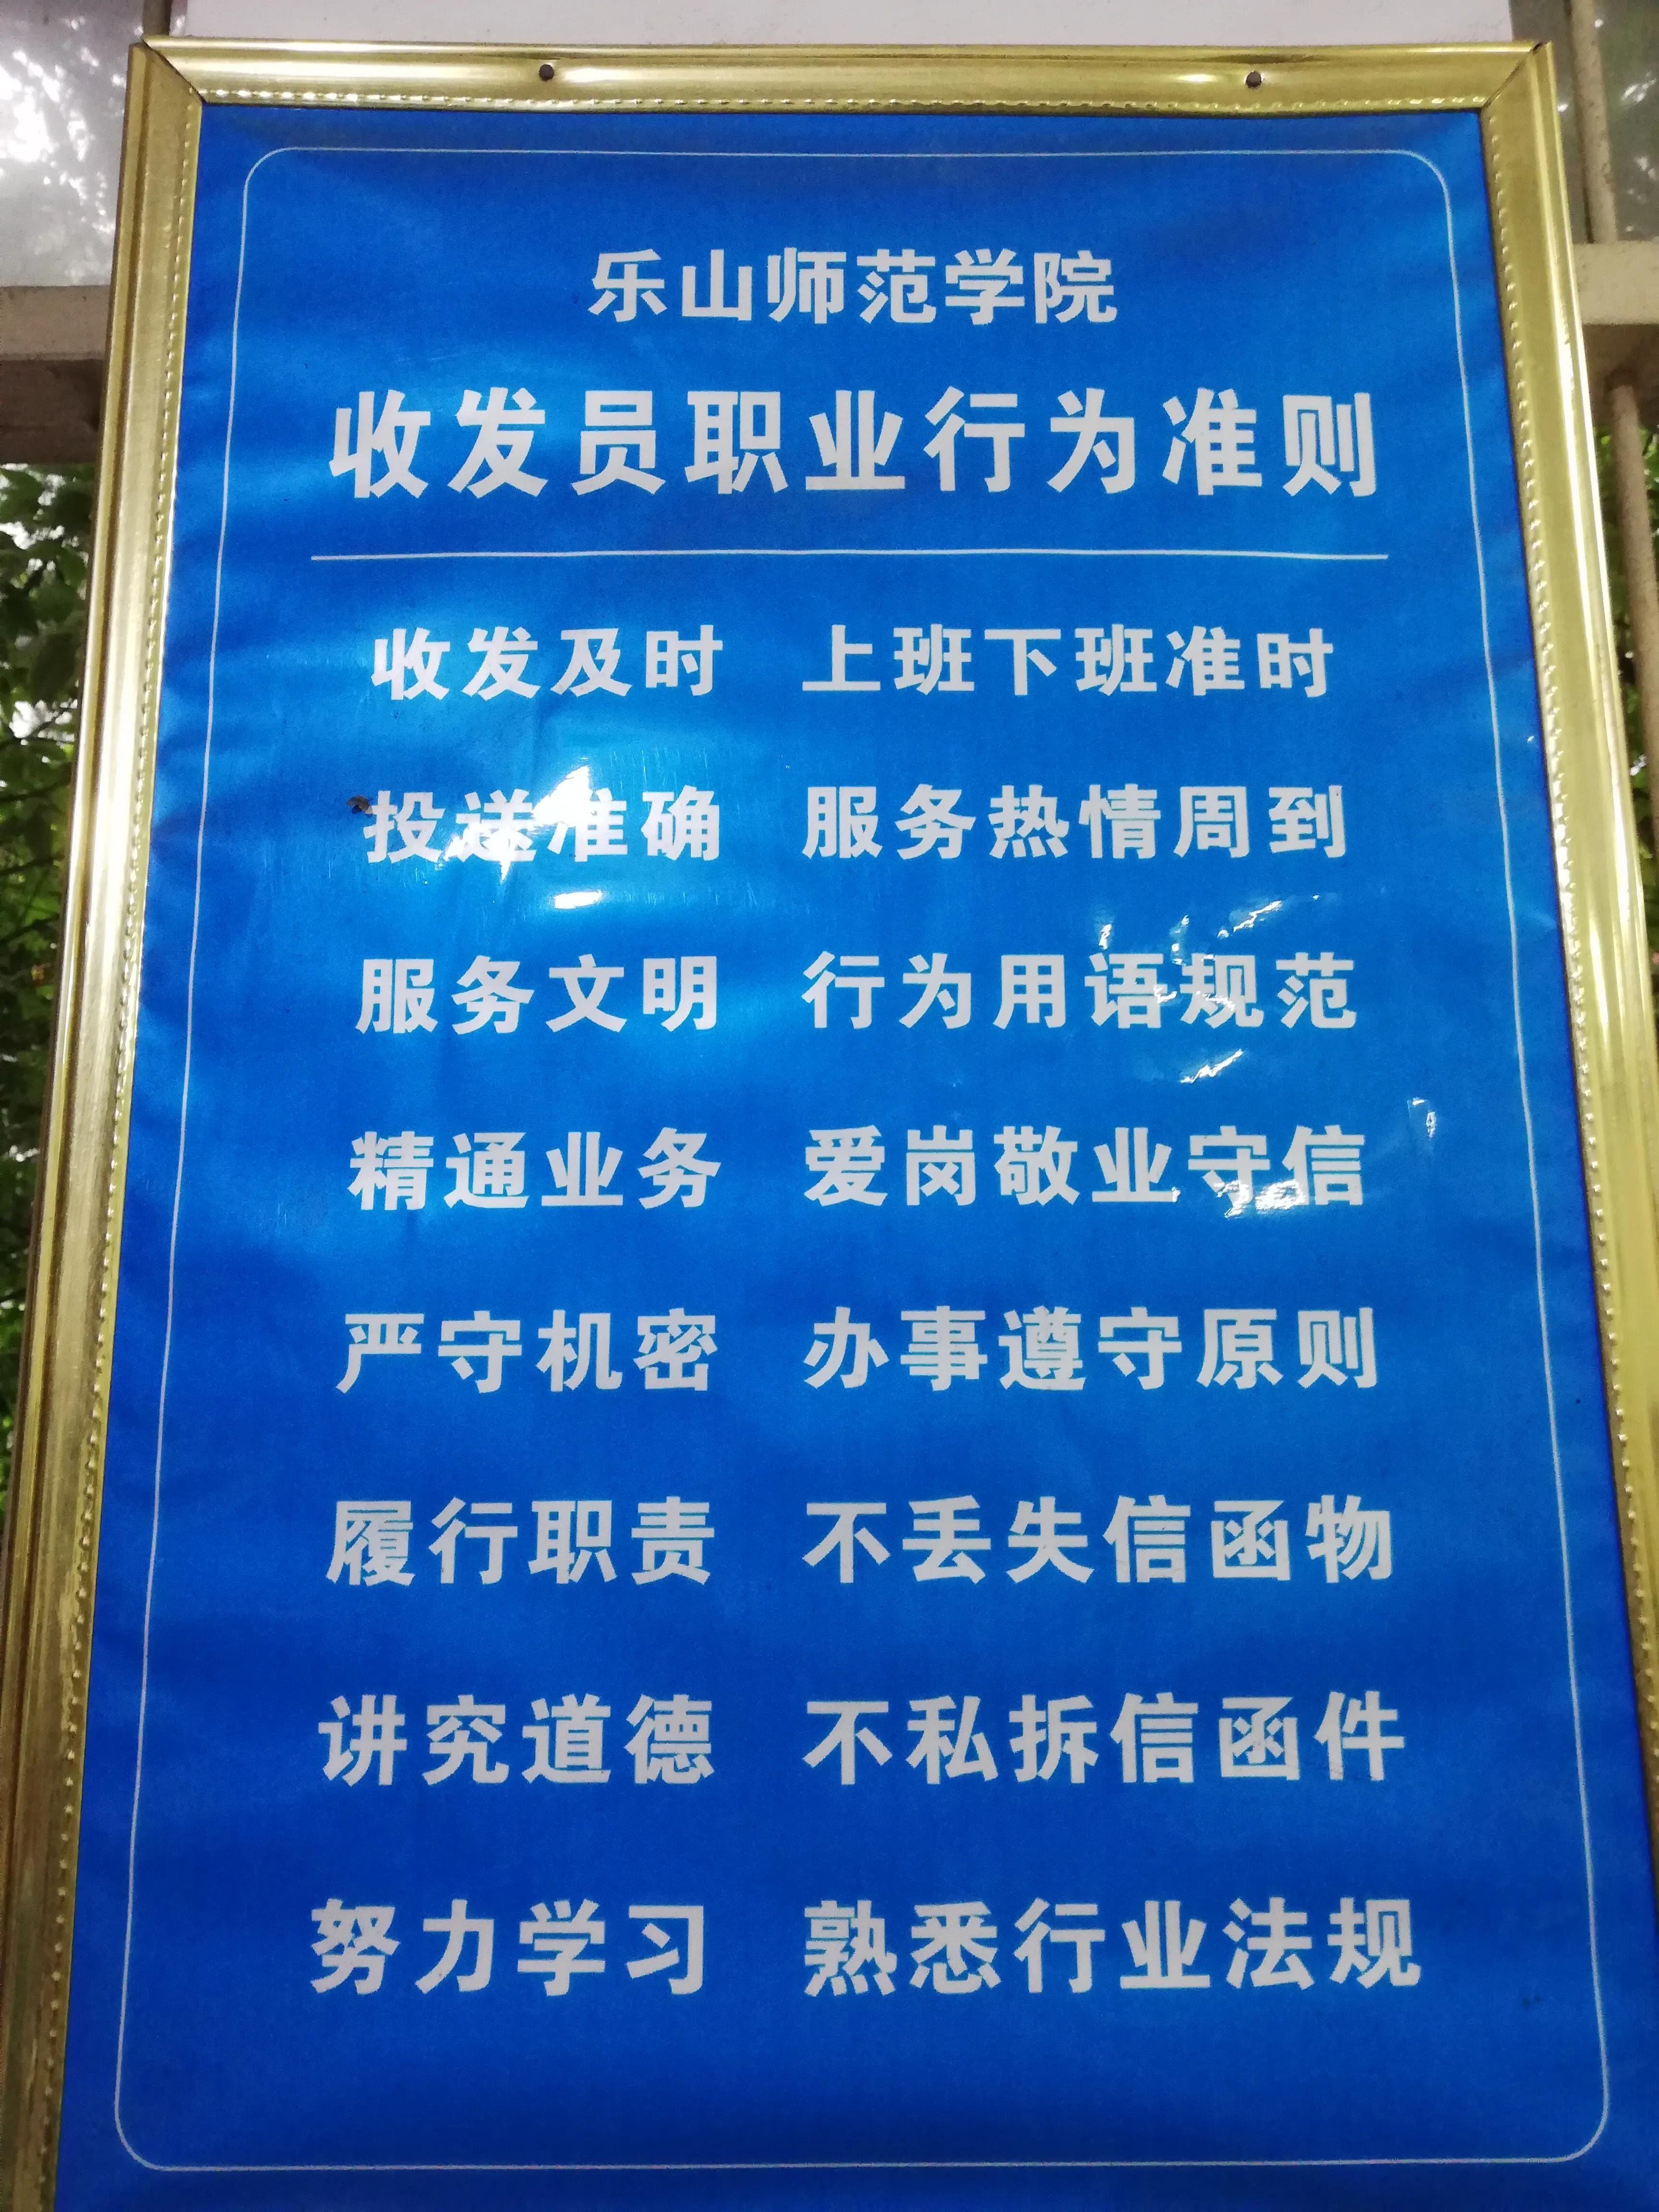 乐山师范学院
收发员职业行为准则
收发及时 上班下班准时
投送准确 服务热情周到
服务文明 行为用语规范
精通业务 爱岗敬业守信
严守机密 办事遵守原则
履行职责 不丢失信函物
讲究道德 不私拆信函件
努力学习 熟悉行业法规